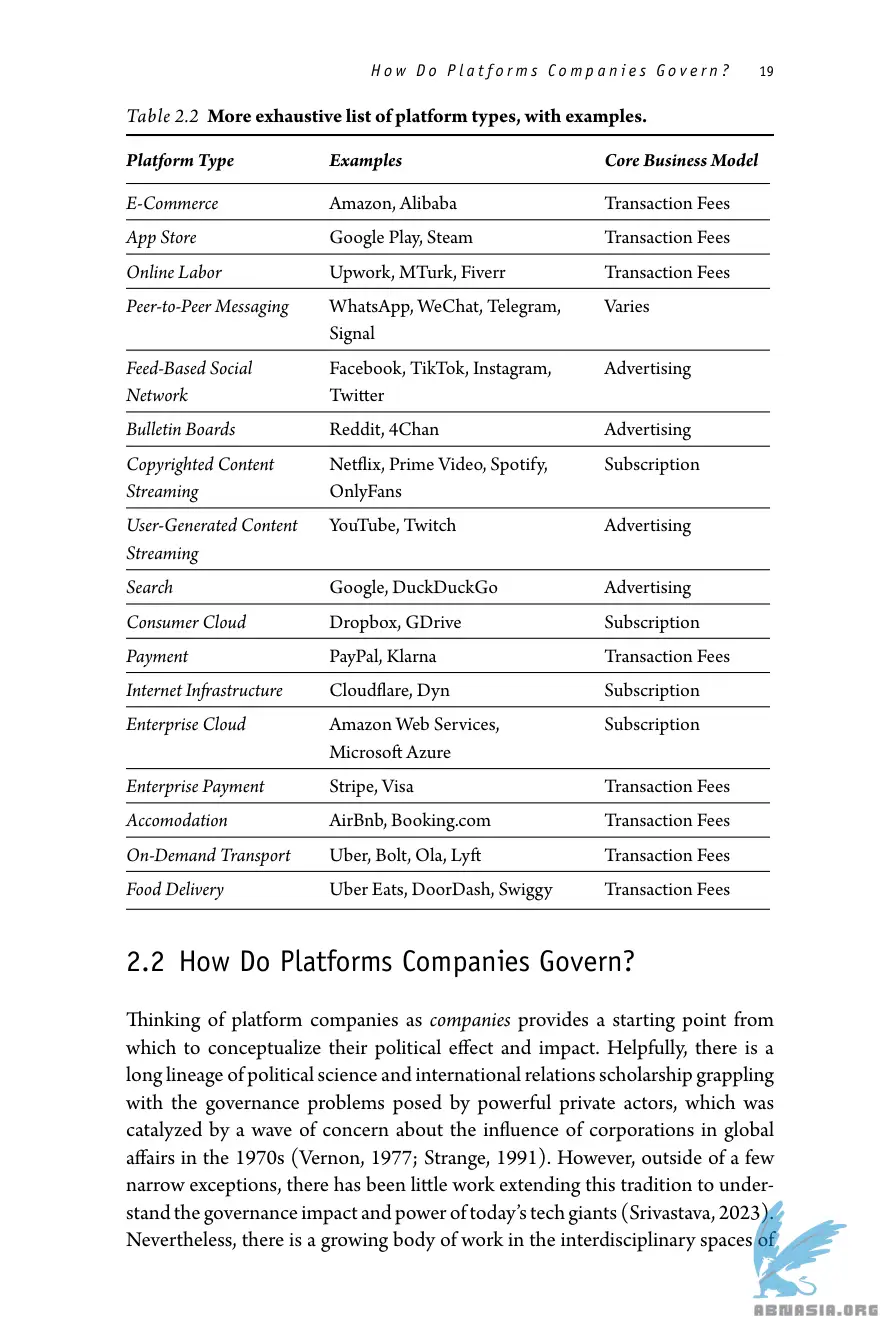 How Do Platforms Companies Govern? 19
Table 2.2 More exhaustive list of platform types, with examples.
Platform Type Examples Core Business Model
E-Commerce Amazon, Alibaba Transaction Fees
App Store Google Play, Steam Transaction Fees
Online Labor Upwork, MTurk, Fiverr Transaction Fees
Peer-to-Peer Messaging WhatsApp, WeChat, Telegram, Varies
Signal
Feed-Based Social Facebook, TikTok, Instagram, Advertising
Network Twitter
Bulletin Boards Reddit, 4Chan Advertising
Copyrighted Content Netflix, Prime Video, Spotify, Subscription
Streaming OnlyFans
User-Generated Content YouTube, Twitch Advertising
Streaming
Search Google, DuckDuckGo Advertising
Consumer Cloud Dropbox, GDrive Subscription
Payment PayPal, Klarna Transaction Fees
Internet Infrastructure Cloudflare, Dyn Subscription
Enterprise Cloud Amazon Web Services, Subscription
Microsoft Azure
Enterprise Payment Stripe, Visa Transaction Fees
Accomodation AirBnb, Booking.com Transaction Fees
On-Demand Transport Uber, Bolt, Ola, Lyft Transaction Fees
Food Delivery Uber Eats, DoorDash, Swiggy Transaction Fees
2.2 How Do Platforms Companies Govern?
Thinking of platform companies as companies provides a starting point from
which to conceptualize their political effect and impact. Helpfully, there is a
long lineage of political science and international relations scholarship grappling
with the governance problems posed by powerful private actors, which was
catalyzed by a wave of concern about the influence of corporations in global
affairs in the 1970s (Vernon, 1977; Strange, 1991). However, outside of a few
narrow exceptions, there has been little work extending this tradition to under-
stand the governance impact and power of today's tech giants (Srivastava, 2023).
Nevertheless, there is a growing body of work in the interdisciplinary spaces of
ABNASIA.ORG